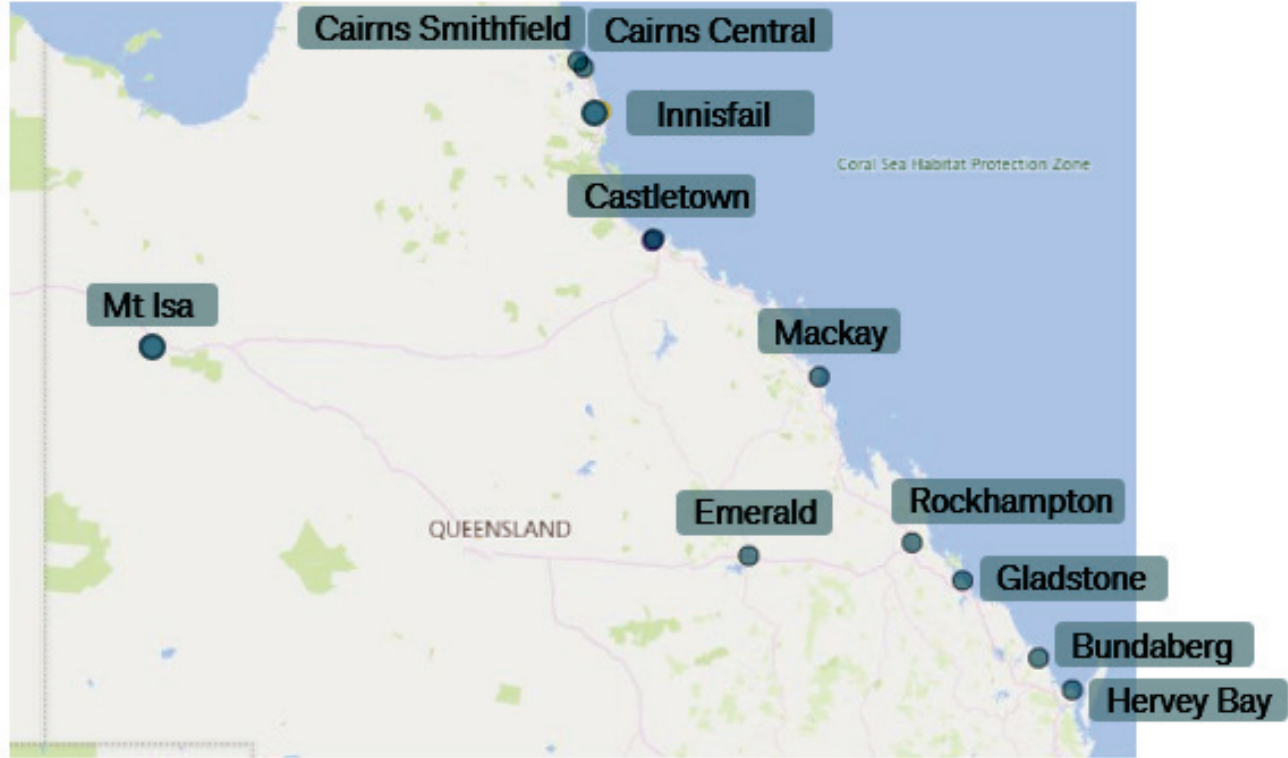 Cairns Smithfield
Cairns Central
Innisfail
Coral Sea Habitat Protection Zone
Castletown
Mt Isa
Mackay
Emerald
Rockhampton
QUEENSLAND
Gladstone
Bundaberg
Hervey Bay